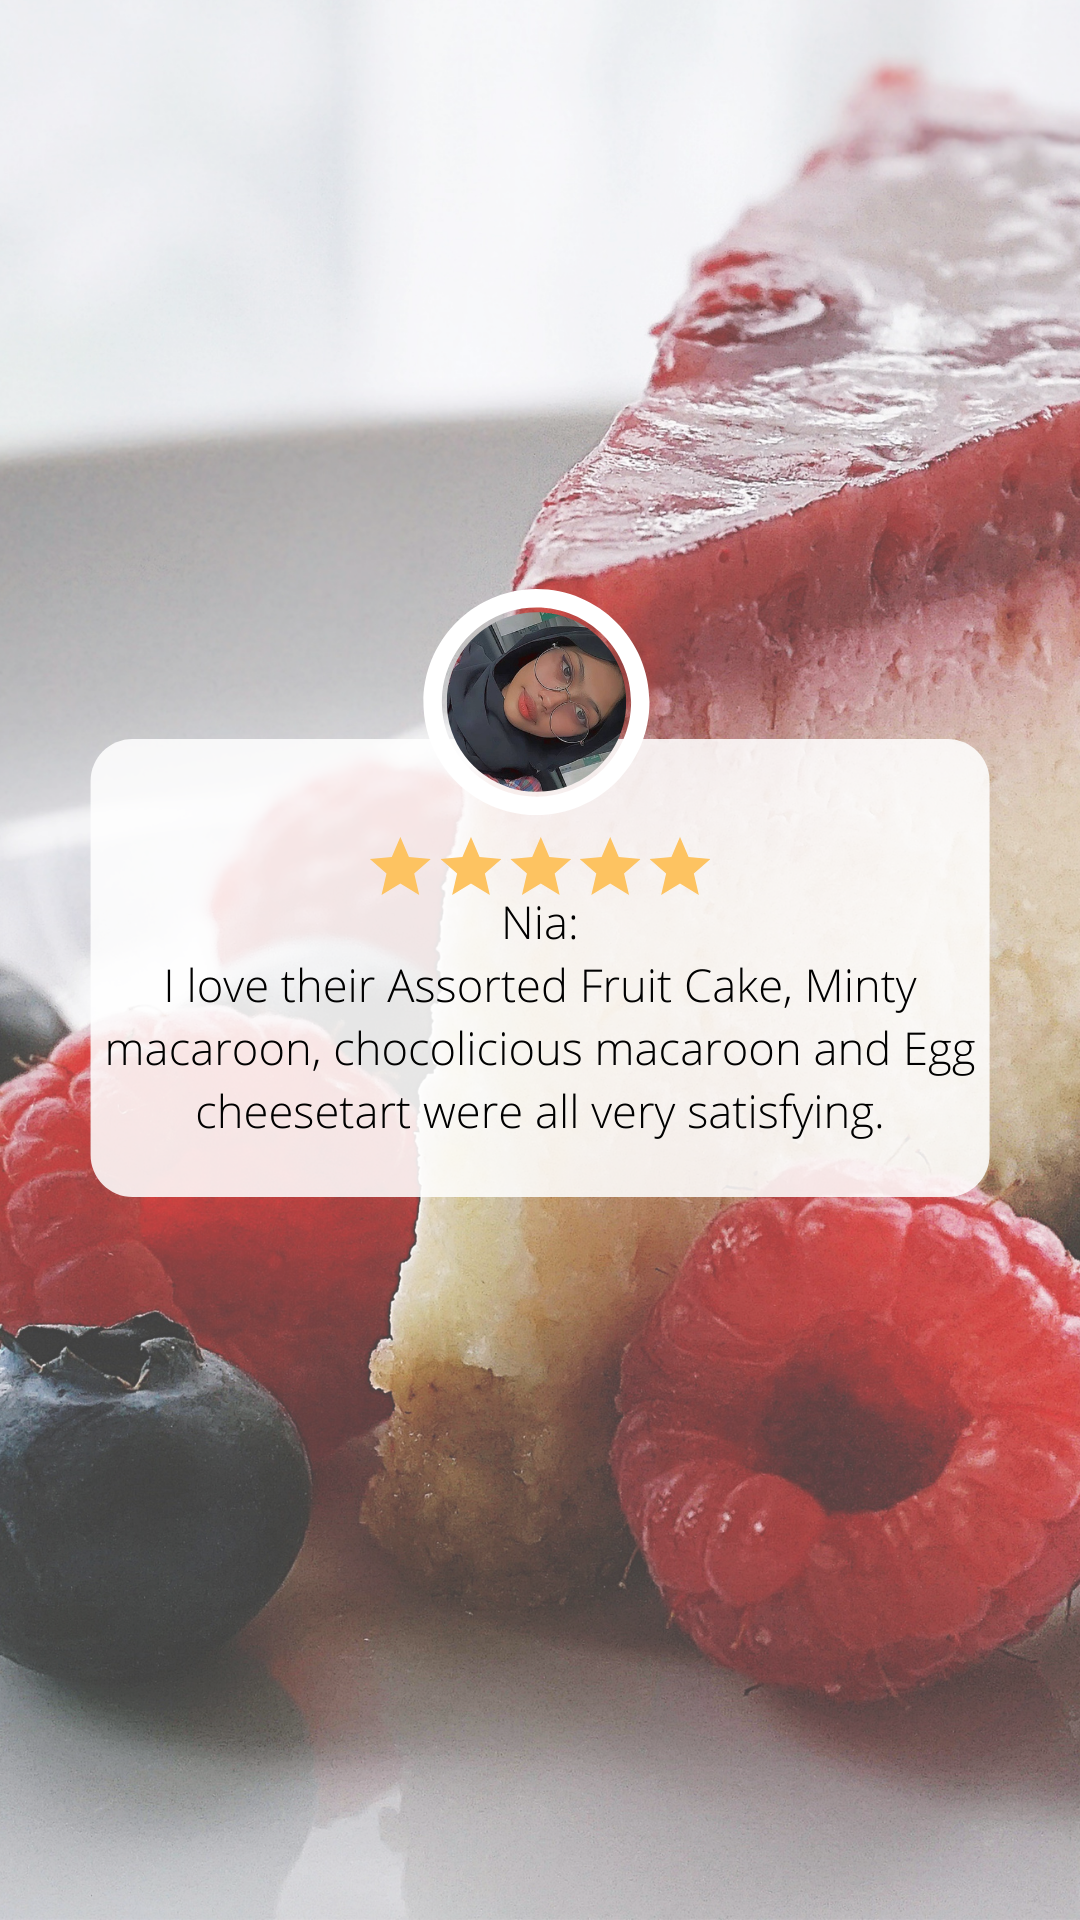 Nia:
I love their Assorted Fruit Cake, Minty
macaroon, chocolicious macaroon and Egg
cheesetart were all very satisfying.